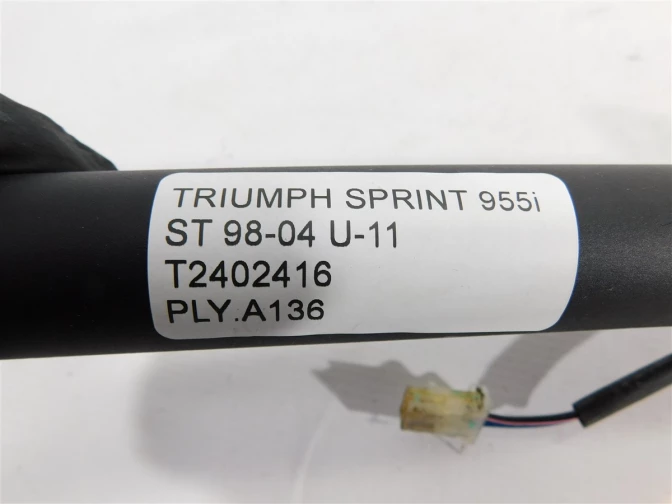 TRIUMPH SPRINT 955i
ST 98-04 U-11
T2402416
PLY.A136